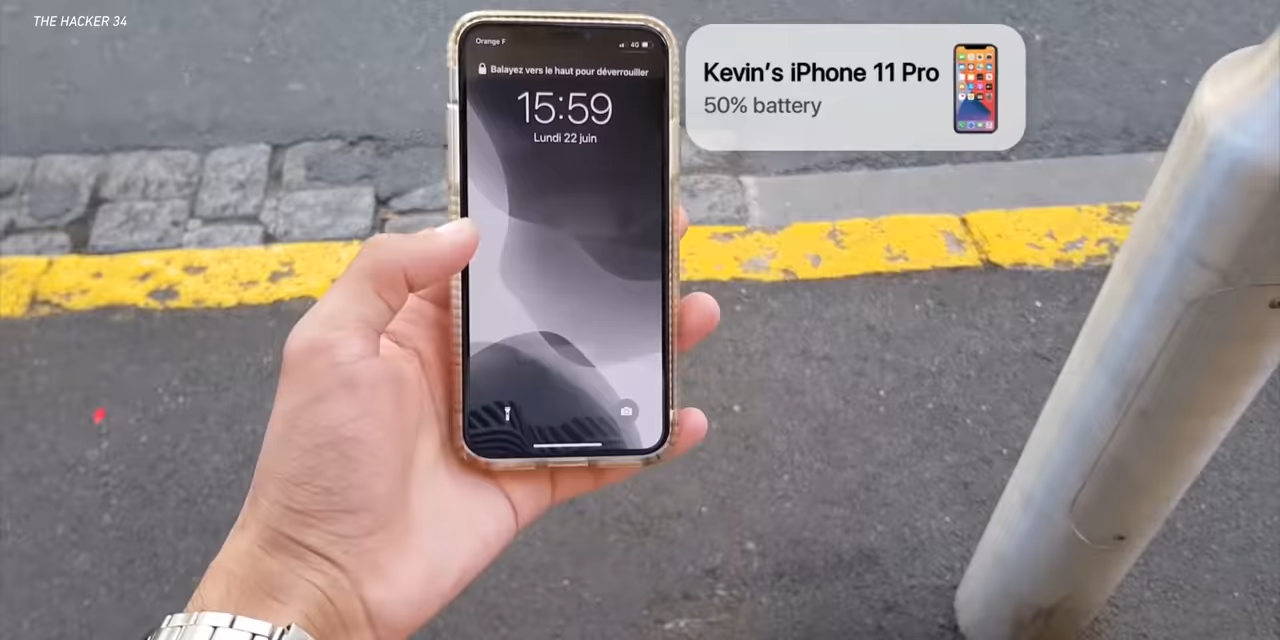 THE HACKER 34
Orange F
4G
Balayez vers le haut pour déverrouiller
15:59
Lundi 22 juin
Kevin's iPhone 11 Pro
50% battery